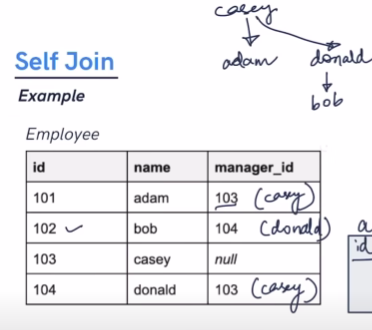 casey
adam donald
bob
Self Join
Example
Employee
id name manager_id
101 adam 103 (casey)
102 bob 104 (donald)
103 casey null
104 donald 103 (casey)
a
id